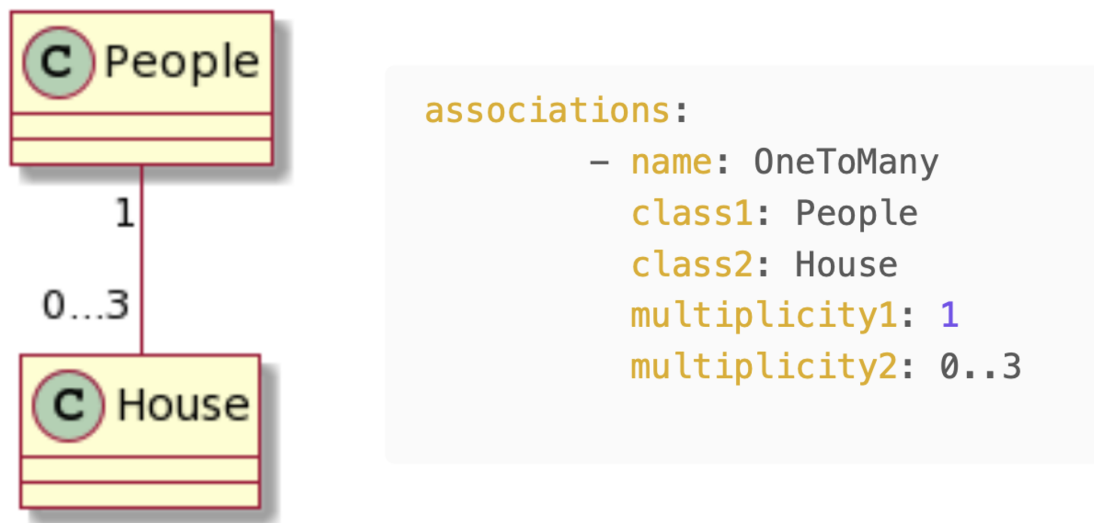 C People
1
0...3
C House
associations:
- name: OneToMany
class1: People
class2: House
multiplicity1: 1
multiplicity2: 0..3